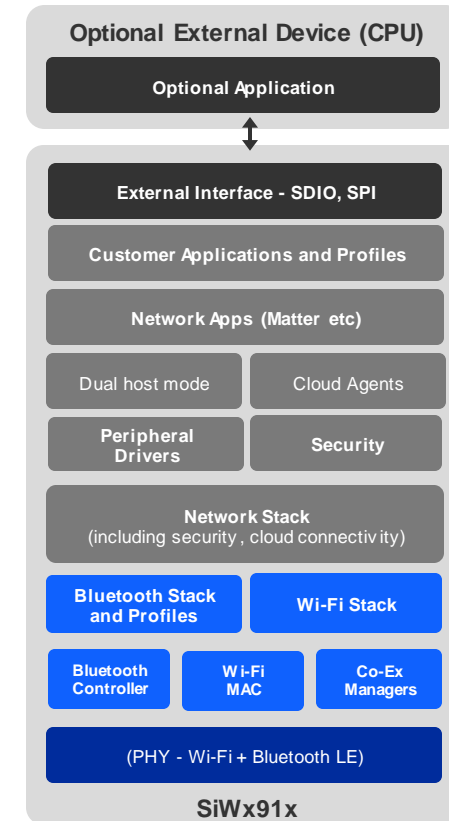 Optional External Device (CPU)
Optional Application
External Interface - SDIO, SPI
Customer Applications and Profiles
Network Apps (Matter etc)
Dual host mode
Cloud Agents
Peripheral
Drivers
Security
Network Stack
(including security, cloud connectivity)
Bluetooth Stack
and Profiles
Wi-Fi Stack
Bluetooth
Controller
Wi-Fi
MAC
Co-Ex
Managers
(PHY - Wi-Fi + Bluetooth LE)
SiWx91x